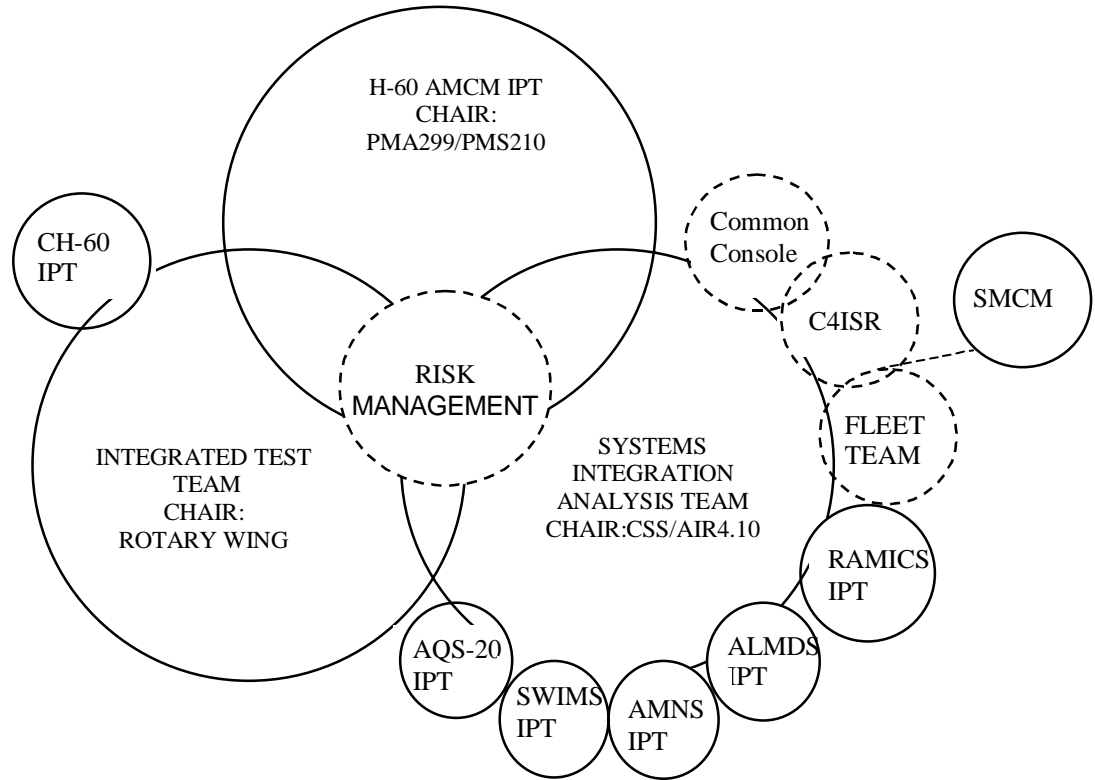 H-60 AMCM IPT
CHAIR:
PMA299/PMS210
CH-60
IPT
Common
Console
C4ISR
SMCM
RISK
MANAGEMENT
FLEET
TEAM
INTEGRATED TEST
TEAM
CHAIR:
ROTARY WING
SYSTEMS
INTEGRATION
ANALYSIS TEAM
CHAIR:CSS/AIR4.10
RAMICS
IPT
AQS-20
IPT
SWIMS
IPT
AMNS
IPT
ALMDS
IPT